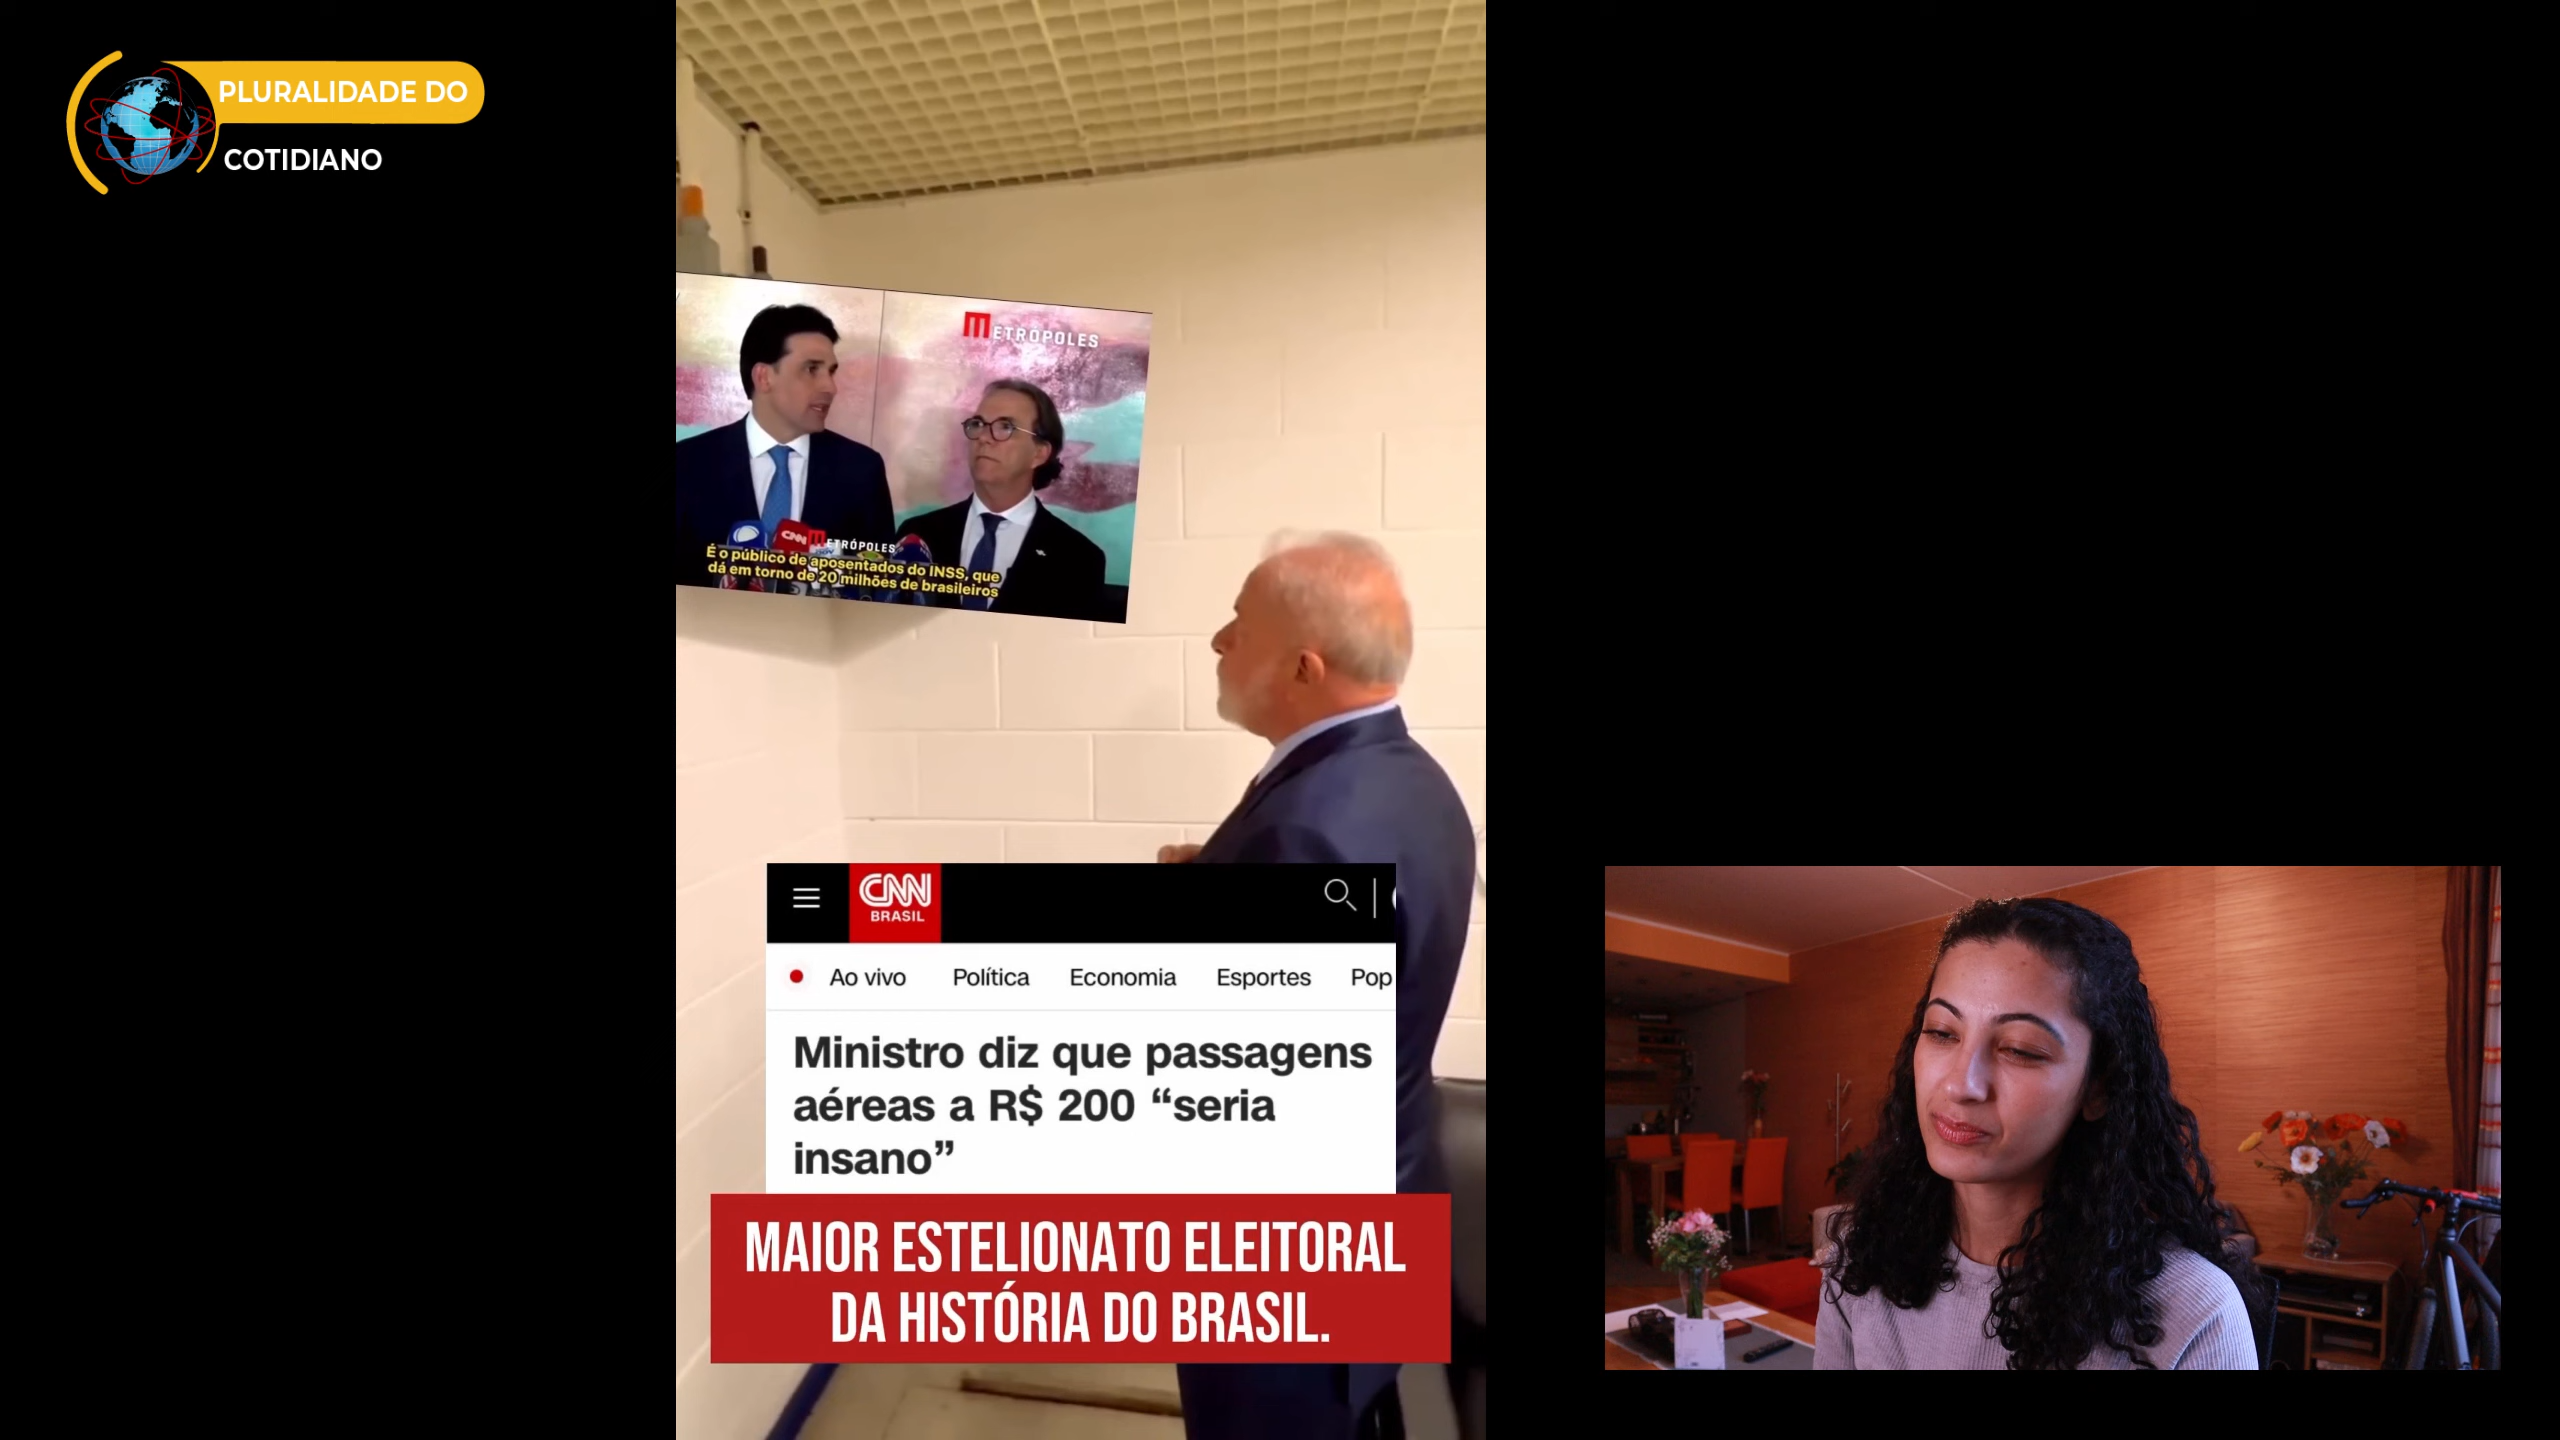 PLURALIDADE DO
COTIDIANO
METRÓPOLES
CNN
METRÓPOLES
É o público de aposentados do INSS, que
dá em torno de 20 milhões de brasileiros
CNN
BRASIL
Ao vivo Política Economia Esportes Pop
Ministro diz que passagens
aéreas a R$ 200 “seria
insano”
MAIOR ESTELIONATO ELEITORAL
DA HISTÓRIA DO BRASIL.